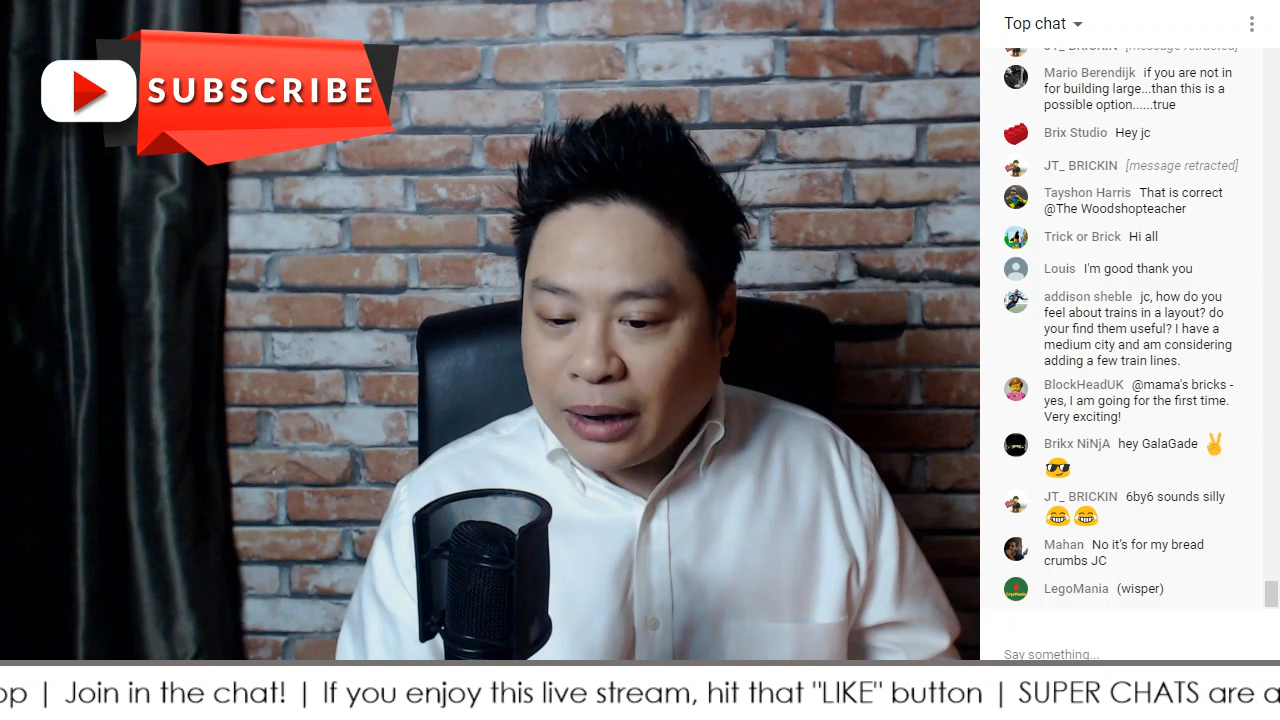 SUBSCRIBE
Top chat
JT_ BRICKIN [message retracted]
Mario Berendijk if you are not in
for building large...than this is a
possible option......true
Brix Studio Hey jc
JT_ BRICKIN [message retracted]
Tayshon Harris That is correct
@The Woodshopteacher
Trick or Brick Hi all
Louis I'm good thank you
addison sheble jc, how do you
feel about trains in a layout? do
your find them useful? I have a
medium city and am considering
adding a few train lines.
BlockHeadUK @mama's bricks -
yes, I am going for the first time.
Very exciting!
Brikx NiNjA hey GalaGade ✌️
😎
JT_ BRICKIN 6by6 sounds silly
😂😂
Mahan No it’s for my bread
crumbs JC
LegoMania (wisper)
Say something...
op | Join in the chat! | If you enjoy this live stream, hit that "LIKE" button | SUPER CHATS are a